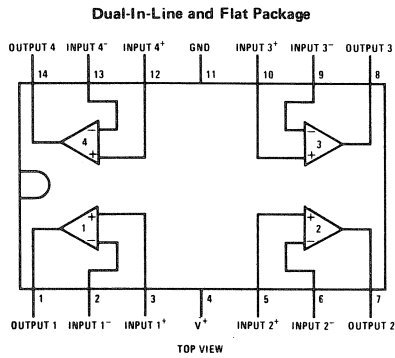 Dual-In-Line and Flat Package
OUTPUT 4 INPUT 4- INPUT 4+ GND INPUT 3+ INPUT 3- OUTPUT 3
14 13 12 11 10 9 8
4 - +
3 - +
1 + -
2 + -
1 2 3 4 5 6 7
OUTPUT 1 INPUT 1- INPUT 1+ V+ INPUT 2+ INPUT 2- OUTPUT 2
TOP VIEW